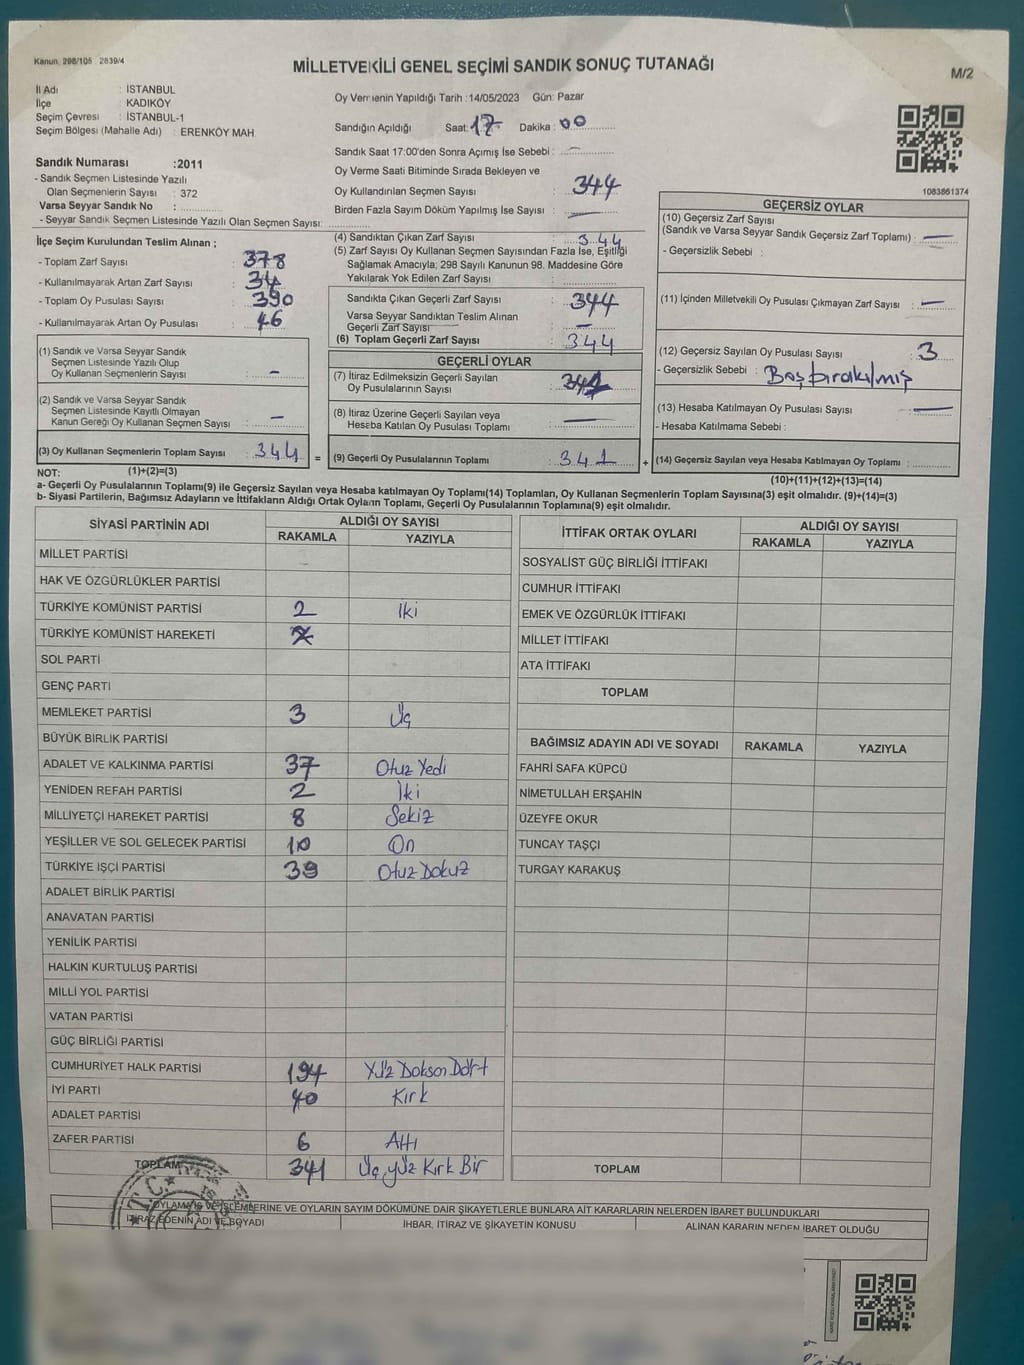 Kanun, 298/105 2839/4
MİLLETVEKİLİ GENEL SEÇİMİ SANDIK SONUÇ TUTANAĞI
M/2
İl Adı : İSTANBUL
İlçe : KADIKÖY
Seçim Çevresi : İSTANBUL-1
Seçim Bölgesi (Mahalle Adı) : ERENKÖY MAH.
Sandık Numarası :2011
- Sandık Seçmen Listesinde Yazılı
Olan Seçmenlerin Sayısı : 372
Varsa Seyyar Sandık No :
- Seyyar Sandık Seçmen Listesinde Yazılı Olan Seçmen Sayısı:
İlçe Seçim Kurulundan Teslim Alınan ;
- Toplam Zarf Sayısı : 378
- Kullanılmayarak Artan Zarf Sayısı : 34
- Toplam Oy Pusulası Sayısı : 390
- Kullanılmayarak Artan Oy Pusulası : 46
(1) Sandık ve Varsa Seyyar Sandık
Seçmen Listesinde Yazılı Olup
Oy Kullanan Seçmenlerin Sayısı : -
(2) Sandık ve Varsa Seyyar Sandık
Seçmen Listesinde Kayıtlı Olmayan
Kanun Gereği Oy Kullanan Seçmen Sayısı : -
(3) Oy Kullanan Seçmenlerin Toplam Sayısı : 344 =
Oy Vermenin Yapıldığı Tarih :14/05/2023 Gün: Pazar
Sandığın Açıldığı Saat: 17 Dakika : 00
Sandık Saat 17:00'den Sonra Açımış İse Sebebi : -
Oy Verme Saati Bitiminde Sırada Bekleyen ve
Oy Kullandırılan Seçmen Sayısı : 344
Birden Fazla Sayım Döküm Yapılmış İse Sayısı : -
(4) Sandıktan Çıkan Zarf Sayısı : 344
(5) Zarf Sayısı Oy Kullanan Seçmen Sayısından Fazla İse, Eşitliği
Sağlamak Amacıyla, 298 Sayılı Kanunun 98. Maddesine Göre
Yakılarak Yok Edilen Zarf Sayısı :
Sandıkta Çıkan Geçerli Zarf Sayısı : 344
Varsa Seyyar Sandıktan Teslim Alınan
Geçerli Zarf Sayısı : -
(6) Toplam Geçerli Zarf Sayısı : 344
GEÇERLİ OYLAR
(7) İtiraz Edilmeksizin Geçerli Sayılan
Oy Pusulalarının Sayısı : 341
(8) İtiraz Üzerine Geçerli Sayılan veya
Hesaba Katılan Oy Pusulası Toplamı : -
(9) Geçerli Oy Pusulalarının Toplamı : 341 +
1083861374
GEÇERSİZ OYLAR
(10) Geçersiz Zarf Sayısı
(Sandık ve Varsa Seyyar Sandık Geçersiz Zarf Toplamı) : -
- Geçersizlik Sebebi :
(11) İçinden Milletvekili Oy Pusulası Çıkmayan Zarf Sayısı : -
(12) Geçersiz Sayılan Oy Pusulası Sayısı : 3
- Geçersizlik Sebebi : Boş bırakılmış
(13) Hesaba Katılmayan Oy Pusulası Sayısı : -
- Hesaba Katılmama Sebebi :
(14) Geçersiz Sayılan veya Hesaba Katılmayan Oy Toplamı :
NOT: (1)+(2)=(3)
(10)+(11)+(12)+(13)=(14)
a- Geçerli Oy Pusulalarının Toplamı(9) ile Geçersiz Sayılan veya Hesaba katılmayan Oy Toplamı(14) Toplamları, Oy Kullanan Seçmenlerin Toplam Sayısına(3) eşit olmalıdır. (9)+(14)=(3)
b- Siyasi Partilerin, Bağımsız Adayların ve İttifakların Aldığı Ortak Oyların Toplamı, Geçerli Oy Pusulalarının Toplamına(9) eşit olmalıdır.
SİYASİ PARTİNİN ADI ALDIĞI OY SAYISI
RAKAMLA YAZIYLA
MİLLET PARTİSİ
HAK VE ÖZGÜRLÜKLER PARTİSİ
TÜRKİYE KOMÜNİST PARTİSİ 2 İki
TÜRKİYE KOMÜNİST HAREKETİ
SOL PARTİ
GENÇ PARTİ
MEMLEKET PARTİSİ 3 Üç
BÜYÜK BİRLİK PARTİSİ
ADALET VE KALKINMA PARTİSİ 37 Otuz Yedi
YENİDEN REFAH PARTİSİ 2 İki
MİLLİYETÇİ HAREKET PARTİSİ 8 Sekiz
YEŞİLLER VE SOL GELECEK PARTİSİ 10 On
TÜRKİYE İŞÇİ PARTİSİ 39 Otuz Dokuz
ADALET BİRLİK PARTİSİ
ANAVATAN PARTİSİ
YENİLİK PARTİSİ
HALKIN KURTULUŞ PARTİSİ
MİLLİ YOL PARTİSİ
VATAN PARTİSİ
GÜÇ BİRLİĞİ PARTİSİ
CUMHURİYET HALK PARTİSİ 194 Yüz Doksan Dört
İYİ PARTİ 40 Kırk
ADALET PARTİSİ
ZAFER PARTİSİ 6 Altı
TOPLAM 341 Üç yüz Kırk Bir
İTTİFAK ORTAK OYLARI ALDIĞI OY SAYISI
RAKAMLA YAZIYLA
SOSYALİST GÜÇ BİRLİĞİ İTTİFAKI
CUMHUR İTTİFAKI
EMEK VE ÖZGÜRLÜK İTTİFAKI
MİLLET İTTİFAKI
ATA İTTİFAKI
TOPLAM
BAĞIMSIZ ADAYIN ADI VE SOYADI RAKAMLA YAZIYLA
FAHRİ SAFA KÜPCÜ
NİMETULLAH ERŞAHİN
ÜZEYFE OKUR
TUNCAY TAŞÇI
TURGAY KARAKUŞ
TOPLAM
T.C.
OYLAMA İŞLEMLERİNE VE OYLARIN SAYIM DÖKÜMÜNE DAİR ŞİKAYETLERLE BUNLARA AİT KARARLARIN NELERDEN İBARET BULUNDUKLARI
İTİRAZ EDENİN ADI VE SOYADI İHBAR, İTİRAZ VE ŞİKAYETİN KONUSU ALINAN KARARIN NEDEN İBARET OLDUĞU